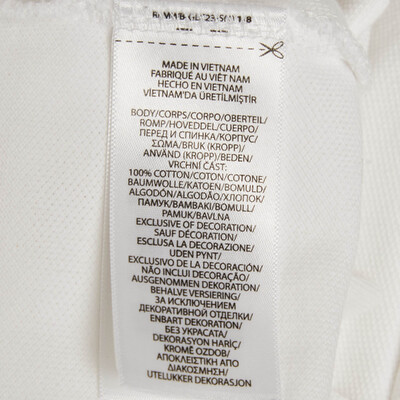 MADE IN VIETNAM
FABRIQUÉ AU VIÊT NAM
HECHO EN VIETNAM
VİETNAM'DA ÜRETİLMİŞTİR
BODY/CORPS/CORPO/OBERTEIL/
ROMP/HOVEDDEL/CUERPO/
ПЕРЕД И СПИНКА/КОРПУС/
ΣΩΜΑ/BRUK (KROPP)/
ANVÄND (KROPP)/BEDEN/
VRCHNÍ ČÁST:
100% COTTON/COTON/COTONE/
BAUMWOLLE/KATOEN/BOMULD/
ALGODÓN/ALGODÃO/ХЛОПОК/
ПАМУК/ΒΑΜΒΑΚΙ/BOMULL/
PAMUK/BAVLNA
EXCLUSIVE OF DECORATION/
SAUF DÉCORATION/
ESCLUSA LA DECORAZIONE/
UDEN PYNT/
EXCLUSIVO DE LA DECORACIÓN/
NÃO INCLUI DECORAÇÃO/
AUSGENOMMEN DEKORATION/
BEHALVE VERSIERING/
ЗА ИСКЛЮЧЕНИЕМ
ДЕКОРАТИВНОЙ ОТДЕЛКИ/
ENBART DEKORATION/
БЕЗ УКРАСАТА/
DEKORASYON HARİÇ/
KROMĚ OZDOB/
ΑΠΟΚΛΕΙΣΤΙΚΗ ΑΠΟ
ΔΙΑΚΟΣΜΗΣΗ/
UTELUKKER DEKORASJON